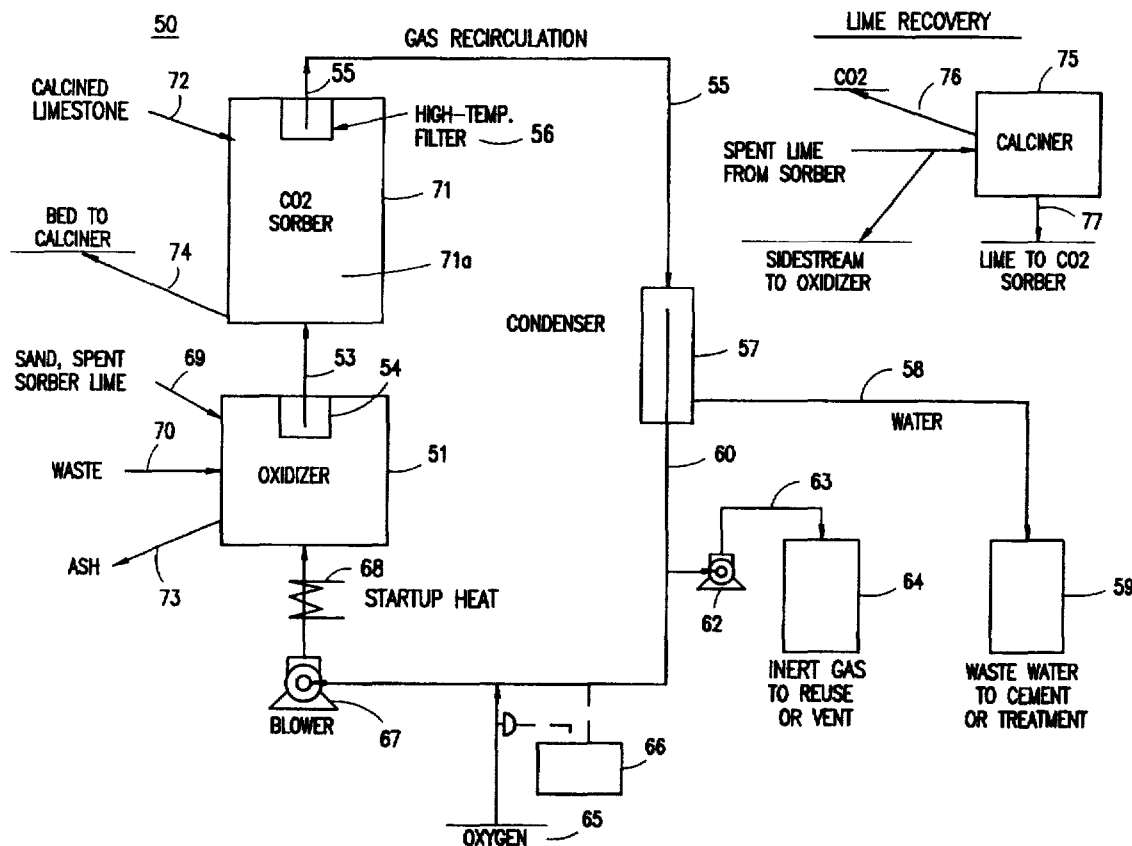 50
GAS RECIRCULATION
LIME RECOVERY
CALCINED
LIMESTONE
72
55
HIGH-TEMP.
FILTER
56
CO2
SORBER
71
71a
BED TO
CALCINER
74
55
CO2
76
75
CALCINER
SPENT LIME
FROM SORBER
77
SIDESTREAM
TO OXIDIZER
LIME TO CO2
SORBER
CONDENSER
57
58
WATER
SAND, SPENT
SORBER LIME
69
53
54
70
WASTE
OXIDIZER
51
ASH
73
68
STARTUP HEAT
60
63
62
64
59
INERT GAS
TO REUSE
OR VENT
WASTE WATER
TO CEMENT
OR TREATMENT
BLOWER
67
66
65
OXYGEN